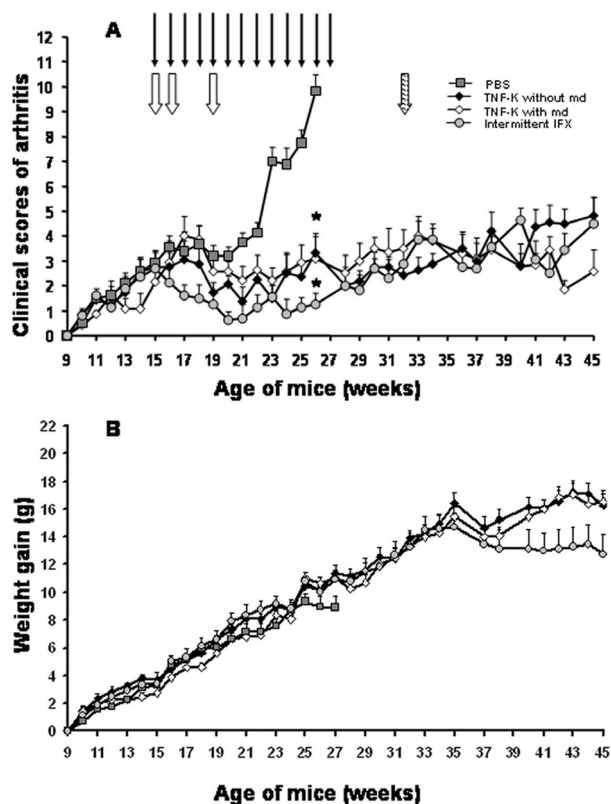 A
12
11
10
9
8
7
6
5
4
3
2
1
0
Clinical scores of arthritis
PBS
TNF-K without md
TNF-K with md
Intermittent IFX
*
*
9 11 13 15 17 19 21 23 25 27 29 31 33 35 37 39 41 43 45
Age of mice (weeks)
B
22
20
18
16
14
12
10
8
6
4
2
0
Weight gain (g)
9 11 13 15 17 19 21 23 25 27 29 31 33 35 37 39 41 43 45
Age of mice (weeks)